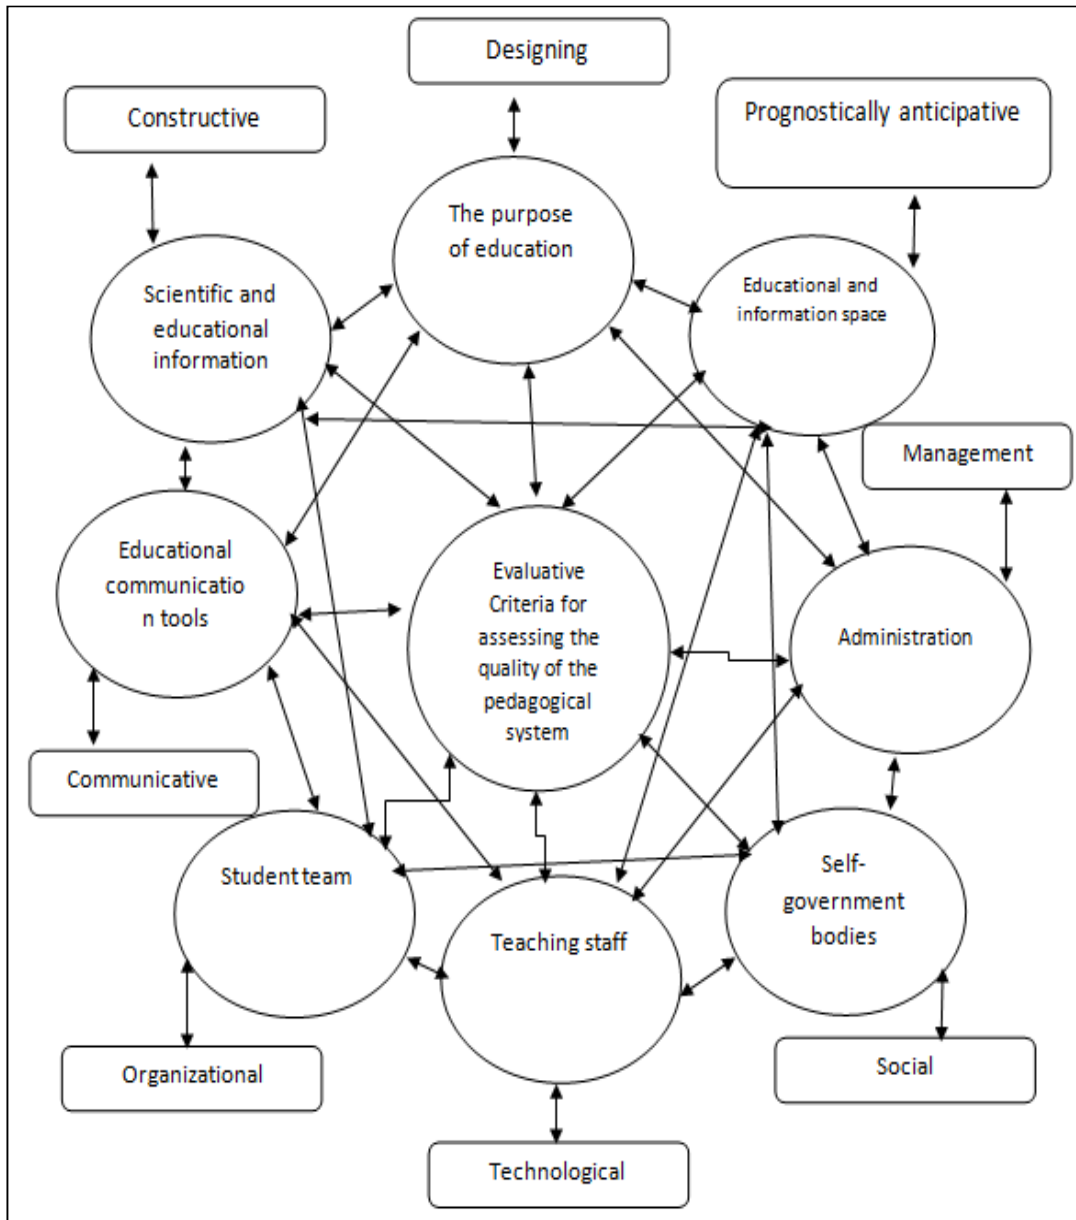 Designing
Constructive
Prognostically anticipative
The purpose
of education
Scientific and
educational
information
Educational and
information space
Management
Educational
communicatio
n tools
Evaluative
Criteria for
assessing the
quality of the
pedagogical
system
Administration
Communicative
Student team
Teaching staff
Self-
government
bodies
Organizational
Social
Technological